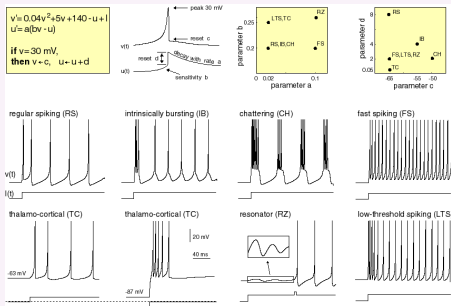 v'= 0.04v²+5v+140 -u+I
u'= a(bv - u)
if v=30 mV,
then v←c, u←u+d
peak 30 mV
reset c
v(t)
reset d
decay with rate a
u(t)
sensitivity b
parameter b
0.25
0.2
LTS,TC
RZ
RS,IB,CH
FS
0.02
0.1
parameter a
parameter d
8
4
2
0.05
RS
IB
FS,LTS,RZ
CH
TC
-65
-55
-50
parameter c
regular spiking (RS)
intrinsically bursting (IB)
chattering (CH)
fast spiking (FS)
v(t)
I(t)
thalamo-cortical (TC)
thalamo-cortical (TC)
resonator (RZ)
low-threshold spiking (LTS
-63 mV
-87 mV
20 mV
40 ms